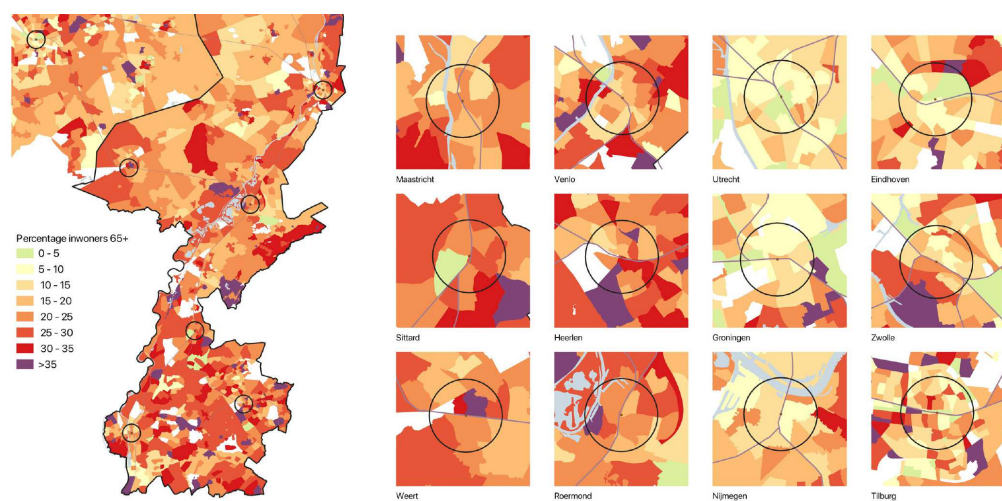 Percentage inwoners 65+
0 - 5
5 - 10
10 - 15
15 - 20
20 - 25
25 - 30
30 - 35
>35
Maastricht
Venlo
Utrecht
Eindhoven
Sittard
Heerlen
Groningen
Zwolle
Weert
Roermond
Nijmegen
Tilburg